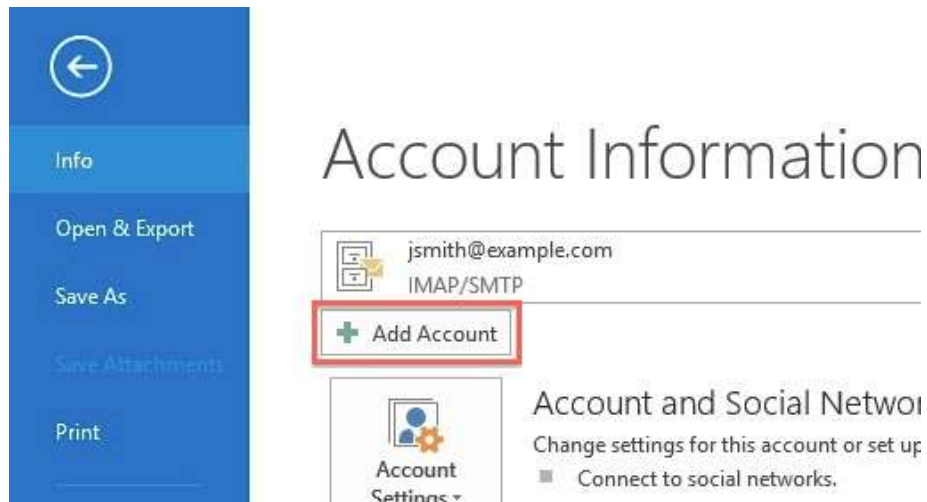 Info
Open & Export
Save As
Save Attachments
Print
Account Information
jsmith@example.com
IMAP/SMTP
Add Account
Account
Settings
Account and Social Networ
Change settings for this account or set up
Connect to social networks.